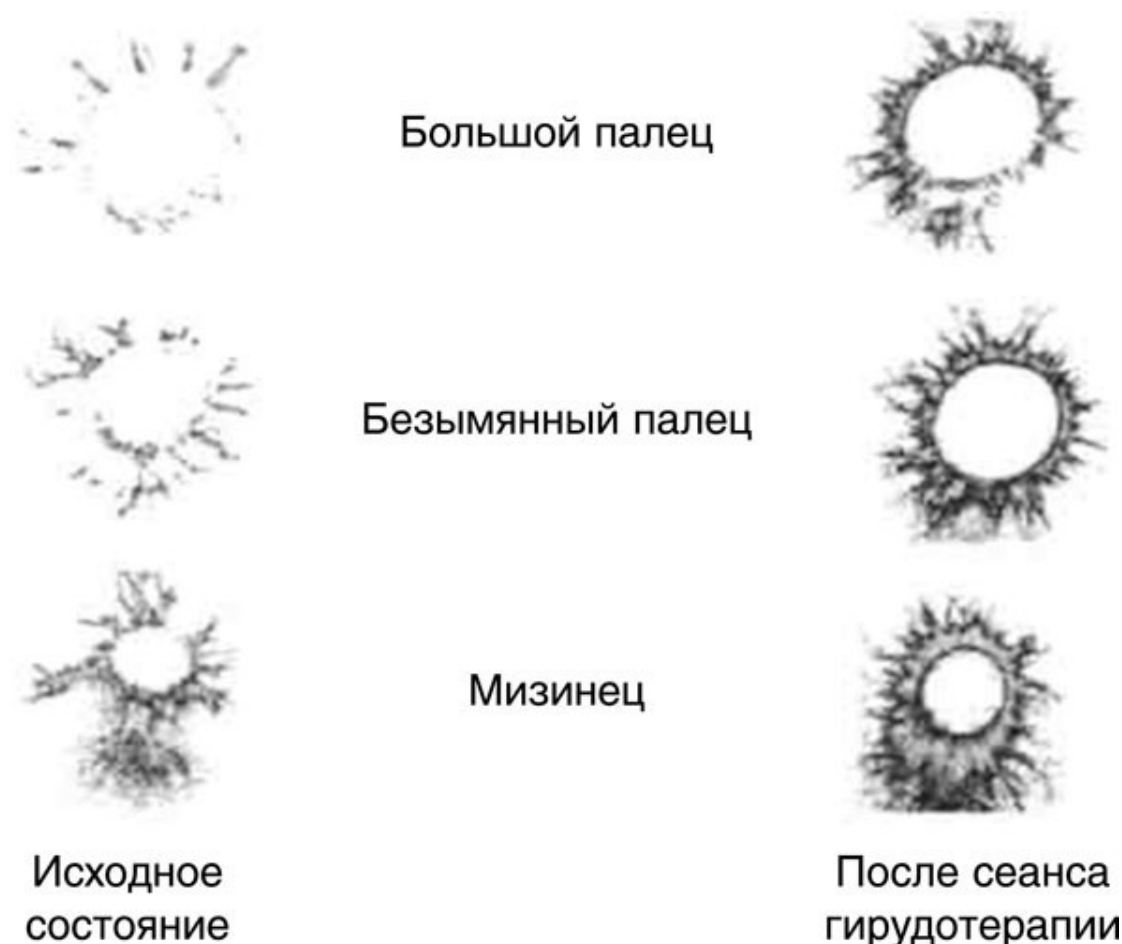 Большой палец
Безымянный палец
Мизинец
Исходное
состояние
После сеанса
гирудотерапии